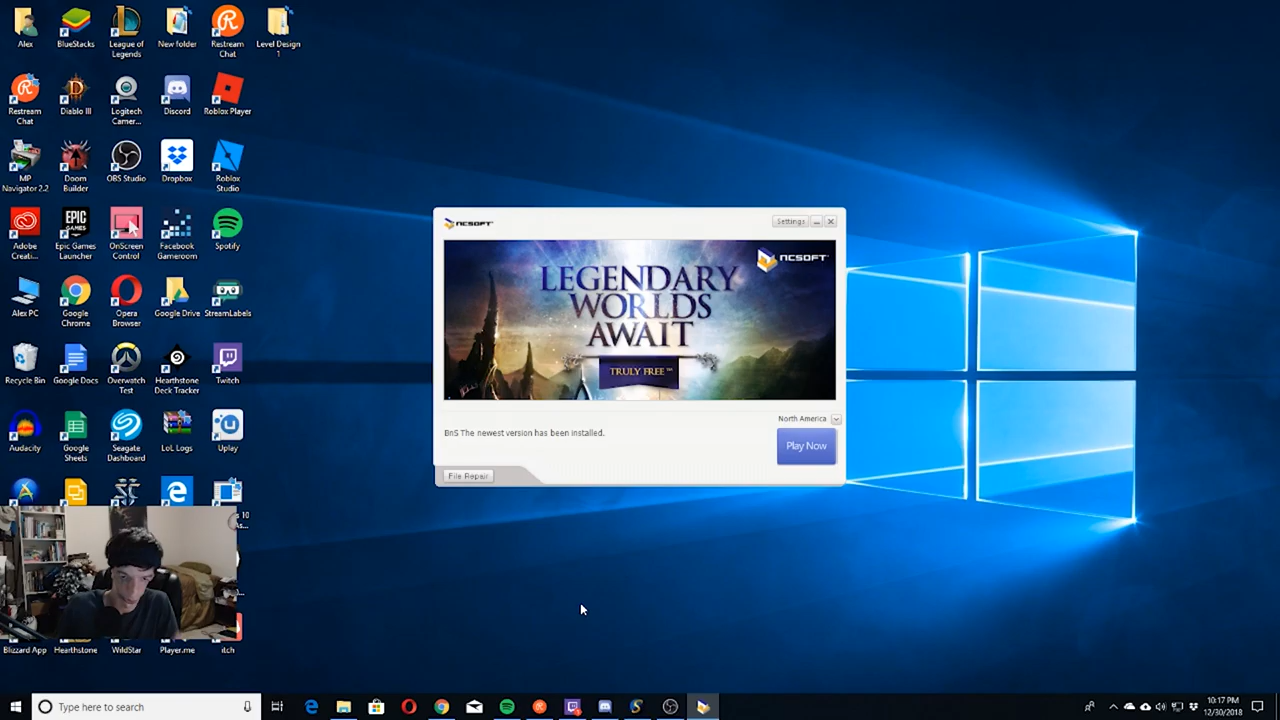 Alex
BlueStacks
League of
Legends
New folder
Restream
Chat
Level Design
1
Restream
Chat
Diablo III
Logitech
Camer...
Discord
Roblox Player
MP
Navigator 2.2
Doom
Builder
OBS Studio
Dropbox
Roblox
Studio
Adobe
Creati...
EPIC
GAMES
Epic Games
Launcher
OnScreen
Control
Facebook
Gameroom
Spotify
Alex PC
Google
Chrome
Opera
Browser
Google Drive
StreamLabels
Recycle Bin
Google Docs
Overwatch
Test
Hearthstone
Deck Tracker
Twitch
Audacity
Google
Sheets
Seagate
Dashboard
LoL Logs
Uplay
s 10
As...
Blizzard App
Hearthstone
WildStar
Player.me
itch
NCSOFT
Settings
NCSOFT
LEGENDARY
WORLDS
AWAIT
TRULY FREE™
North America
BnS The newest version has been installed.
Play Now
File Repair
Type here to search
10:17 PM
12/30/2018